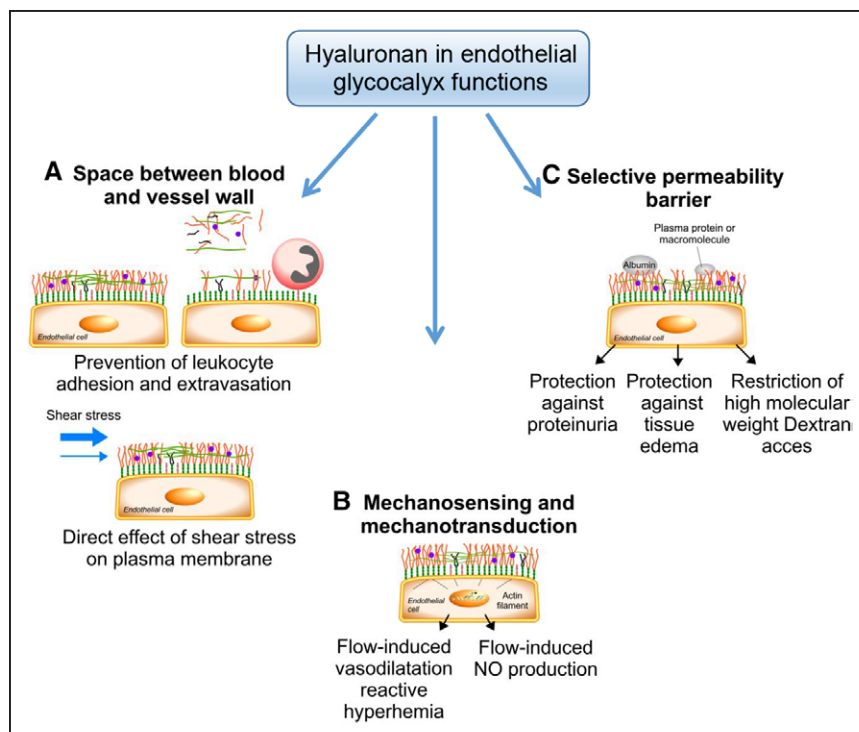 Hyaluronan in endothelial
glycocalyx functions
A Space between blood
and vessel wall
Endothelial cell
Endothelial cell
Prevention of leukocyte
adhesion and extravasation
Shear stress
Endothelial cell
Direct effect of shear stress
on plasma membrane
B Mechanosensing and
mechanotransduction
Endothelial
cell
Actin
filament
Flow-induced
vasodilatation
reactive
hyperhemia
Flow-induced
NO production
C Selective permeability
barrier
Plasma protein or
macromolecule
Albumin
Endothelial cell
Protection
against
proteinuria
Protection
against
tissue
edema
Restriction of
high molecular
weight Dextran
acces